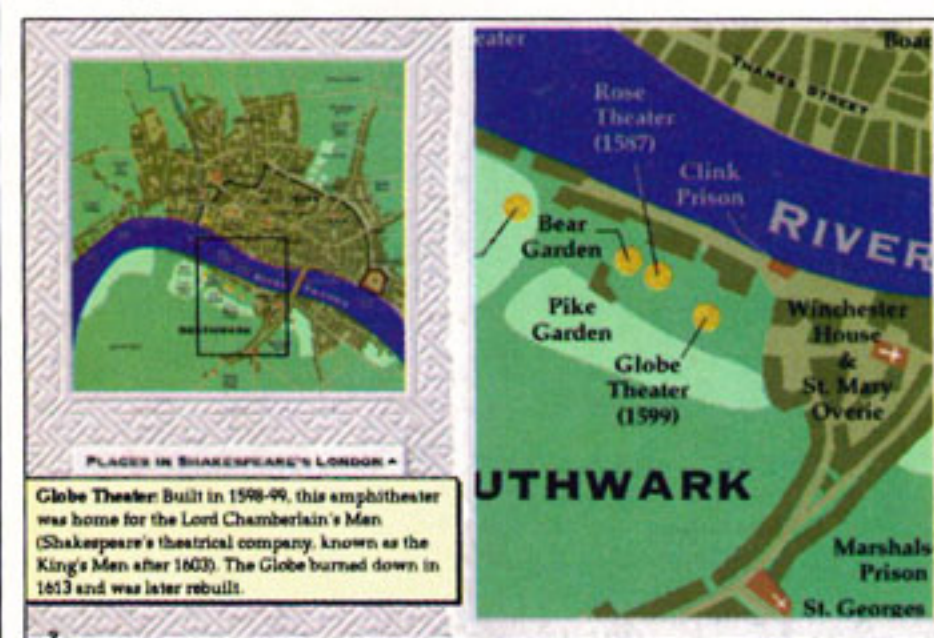 SOUTHWARK
RIVER THAMES
PLACES IN SHAKESPEARE'S LONDON
Globe Theater: Built in 1598-99, this amphitheater
was home for the Lord Chamberlain's Men
(Shakespeare's theatrical company, known as the
King's Men after 1603). The Globe burned down in
1613 and was later rebuilt.
eater
Boar
THAMES STREET
Rose
Theater
(1587)
Clink
Prison
RIVER
Bear
Garden
Pike
Garden
Globe
Theater
(1599)
Winchester
House
&
St. Mary
Overie
UTHWARK
Marshals
Prison
St. Georges